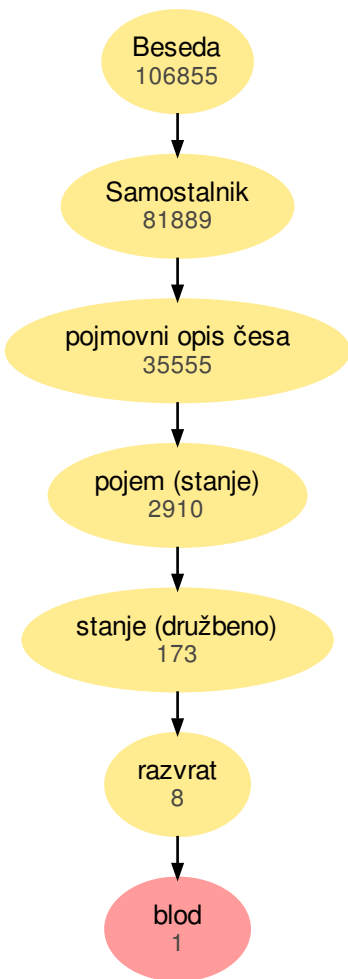 Beseda
106855
Samostalnik
81889
pojmovni opis česa
35555
pojem (stanje)
2910
stanje (družbeno)
173
razvrat
8
blod
1